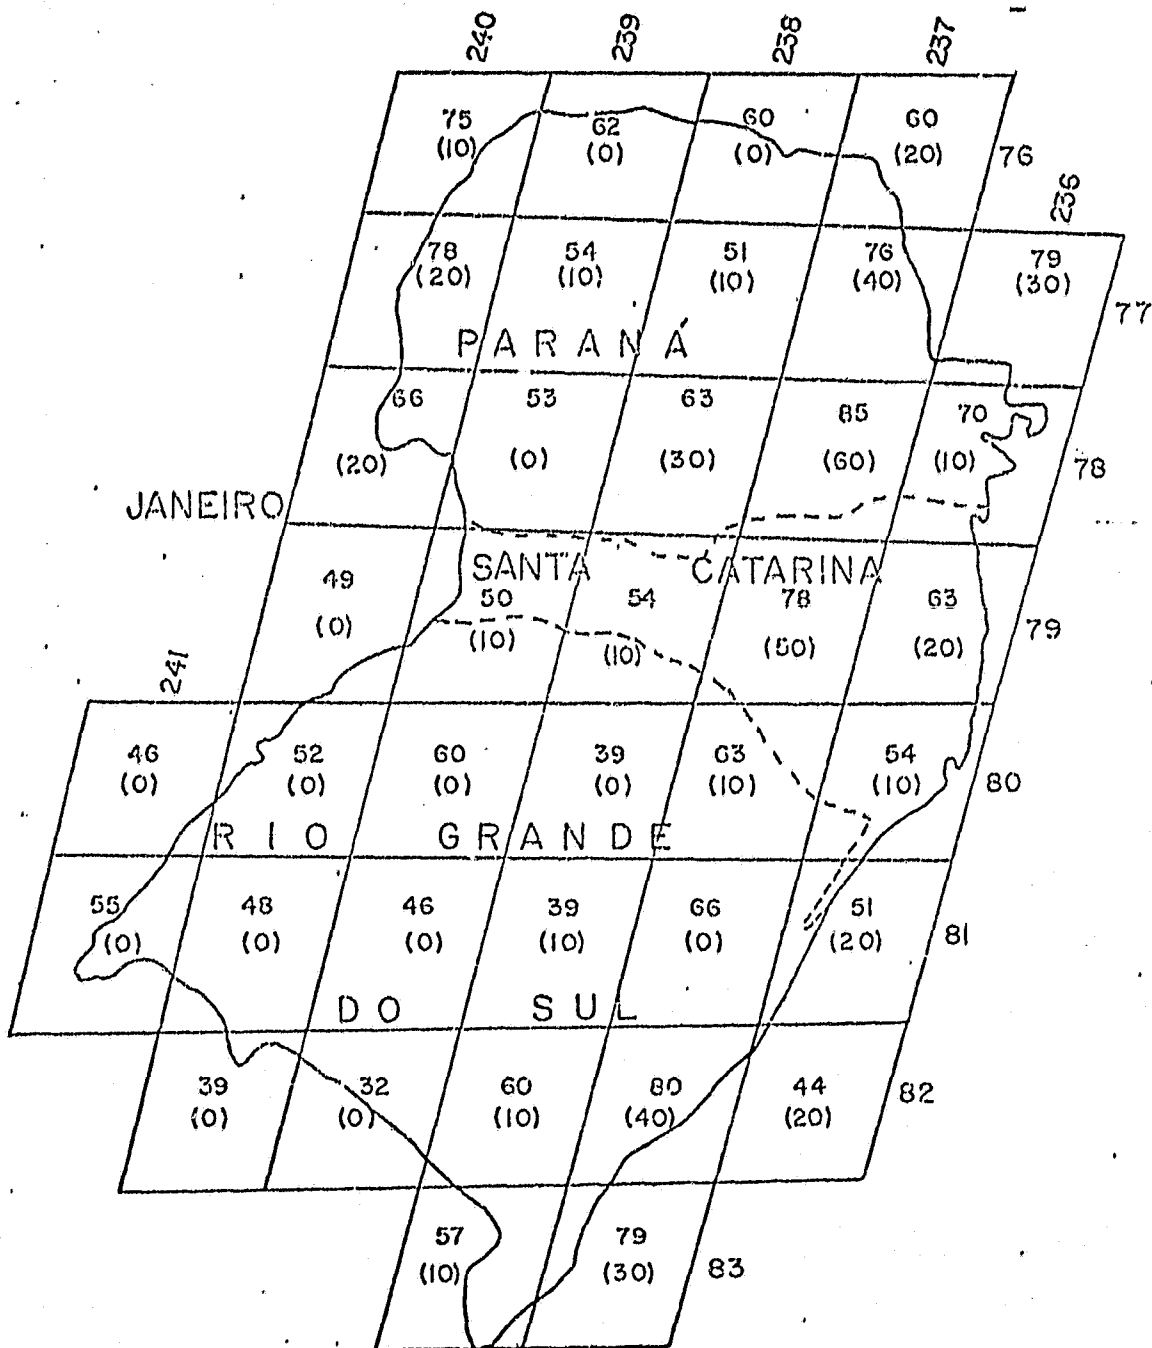 240 239 238 237
75 62 60 60
(10) (0) (0) (20) 76
236
78 54 51 76 79
(20) (10) (10) (40) (30) 77
PARANÁ
66 53 63 85 70
(20) (0) (30) (60) (10) 78
JANEIRO
SANTA CATARINA
49 50 54 78 63
(0) (10) (10) (50) (20) 79
241
46 52 60 39 63 54
(0) (0) (0) (0) (10) (10) 80
RIO GRANDE
55 48 46 39 66 51
(0) (0) (0) (10) (0) (20) 81
DO SUL
39 32 60 80 44
(0) (0) (10) (40) (20) 82
57 79
(10) (30) 83